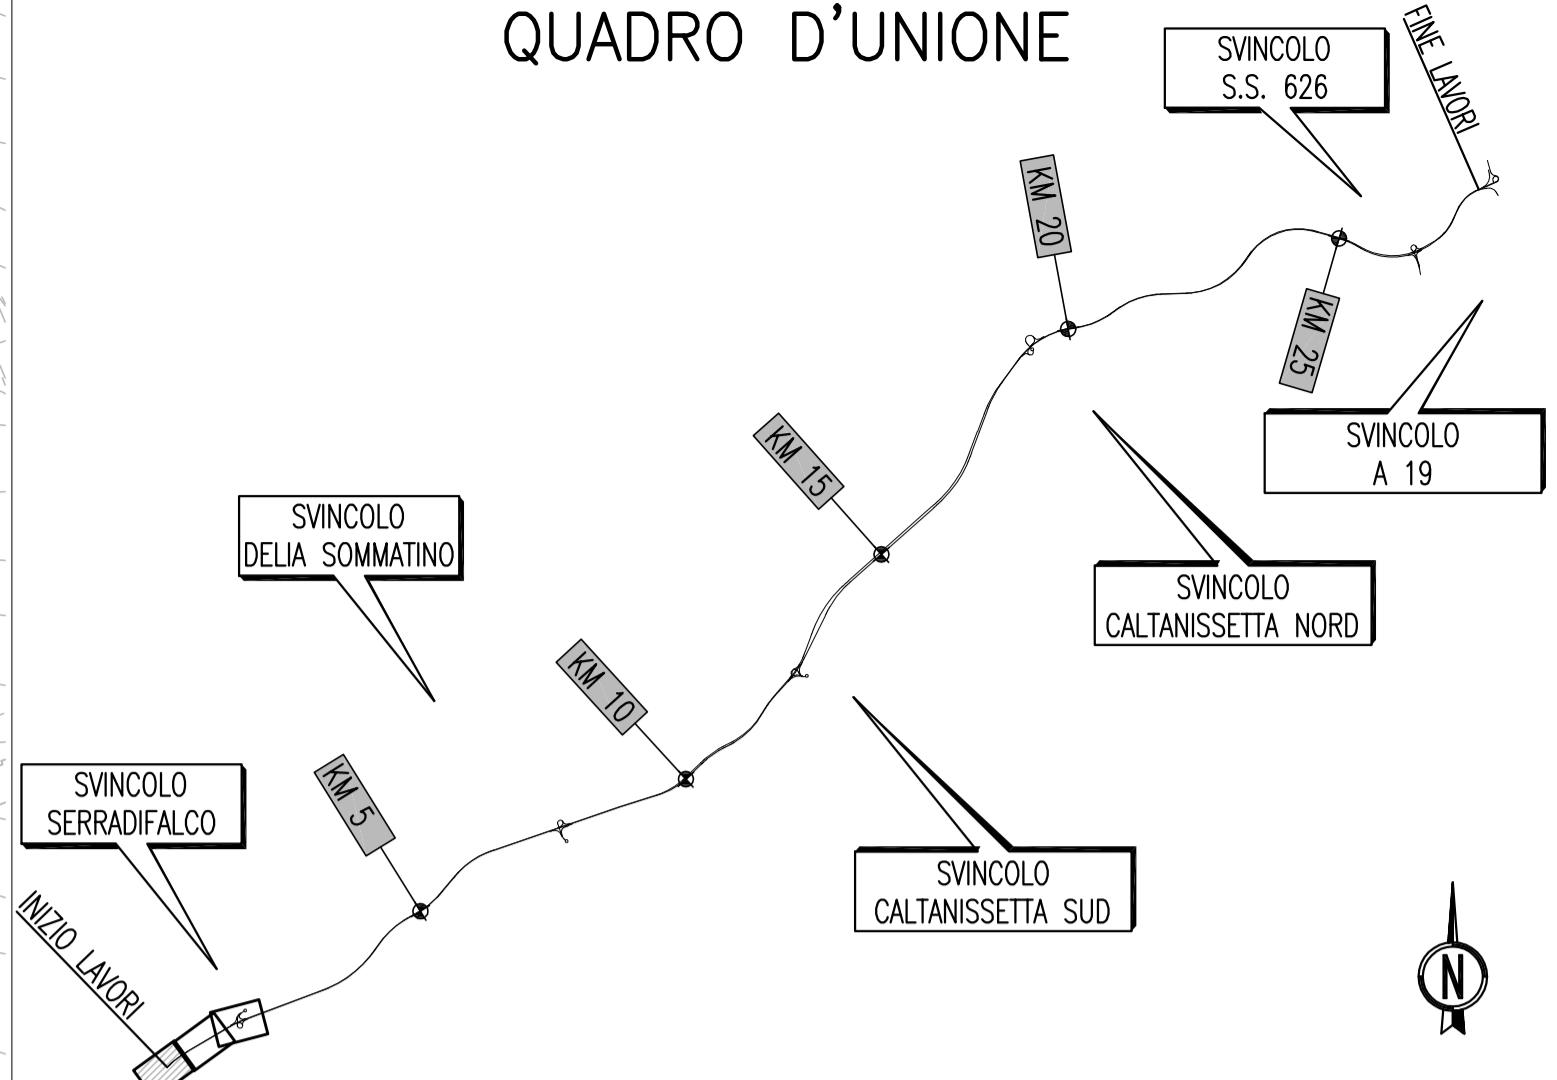 QUADRO D'UNIONE
SVINCOLO
S.S. 626
FINE LAVORI
KM 20
KM 25
SVINCOLO
A 19
KM 15
SVINCOLO
DELIA SOMMATINO
SVINCOLO
CALTANISSETTA NORD
KM 10
KM 5
SVINCOLO
SERRADIFALCO
SVINCOLO
CALTANISSETTA SUD
INIZIO LAVORI
N